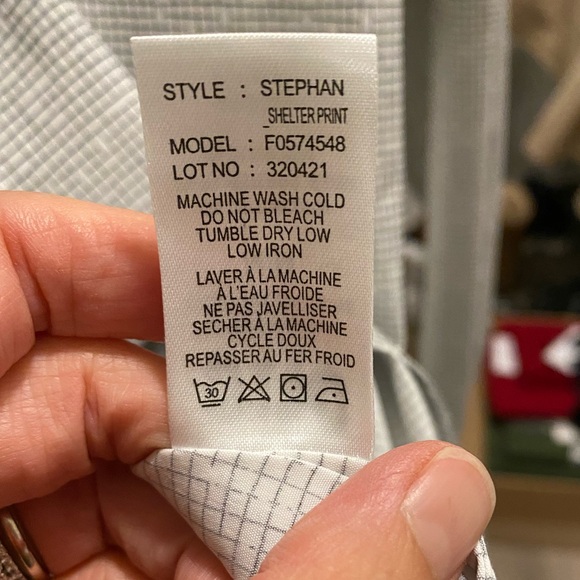 STYLE : STEPHAN
_SHELTER PRINT
MODEL : F0574548
LOT NO : 320421
MACHINE WASH COLD
DO NOT BLEACH
TUMBLE DRY LOW
LOW IRON
LAVER À LA MACHINE
À L'EAU FROIDE
NE PAS JAVELLISER
SÉCHER À LA MACHINE
CYCLE DOUX
REPASSER AU FER FROID
30